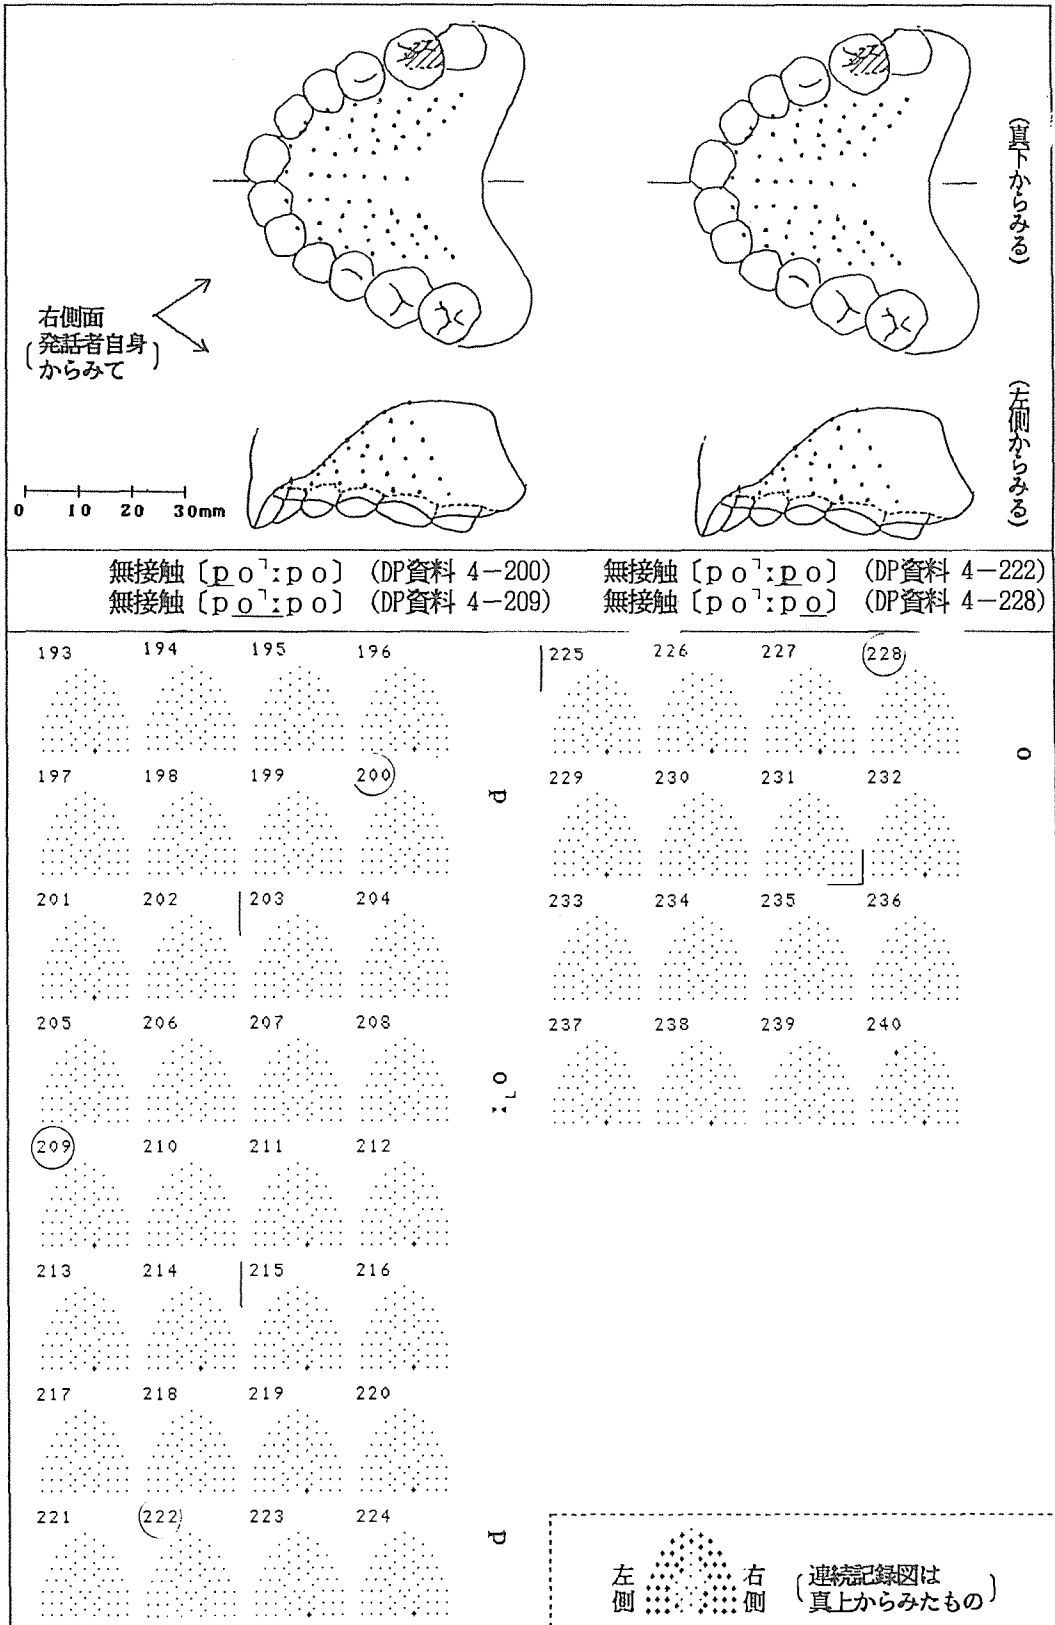 (真下からみる)
右側面
(発話者自身)
からみて
(左側からみる)
0 10 20 30mm
無接触〔po˺ːpo〕(DP資料 4-200) 無接触〔po˺ːpo〕(DP資料 4-222)
無接触〔po˺ːpo〕(DP資料 4-209) 無接触〔po˺ːpo〕(DP資料 4-228)
193 194 195 196
197 198 199 200
p
201 202 203 204
205 206 207 208
o˺ː
209 210 211 212
213 214 215 216
217 218 219 220
221 222 223 224
p
225 226 227 228
o
229 230 231 232
233 234 235 236
237 238 239 240
左側 右側
(連続記録図は
真上からみたもの)